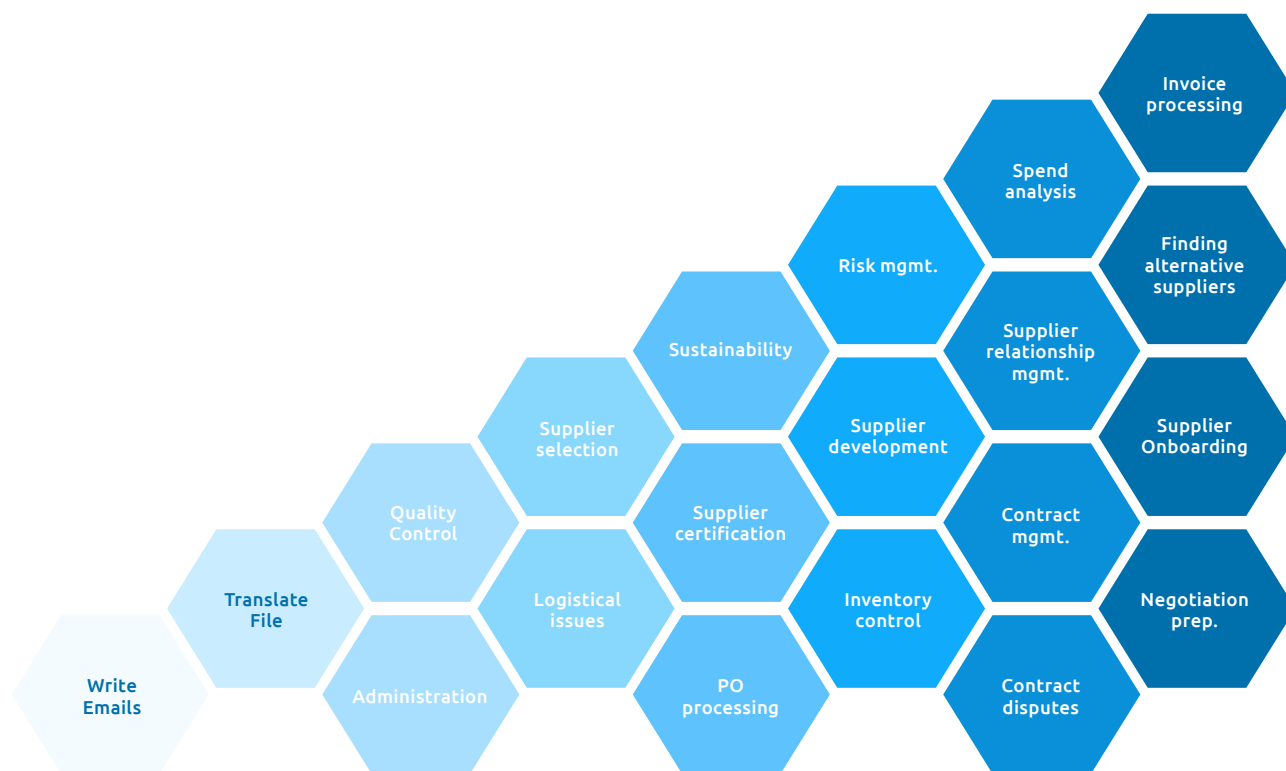 Invoice
processing
Spend
analysis
Risk mgmt.
Finding
alternative
suppliers
Sustainability
Supplier
relationship
mgmt.
Supplier
selection
Supplier
development
Supplier
Onboarding
Quality
Control
Supplier
certification
Contract
mgmt.
Translate
File
Logistical
issues
Inventory
control
Negotiation
prep.
Write
Emails
Administration
PO
processing
Contract
disputes